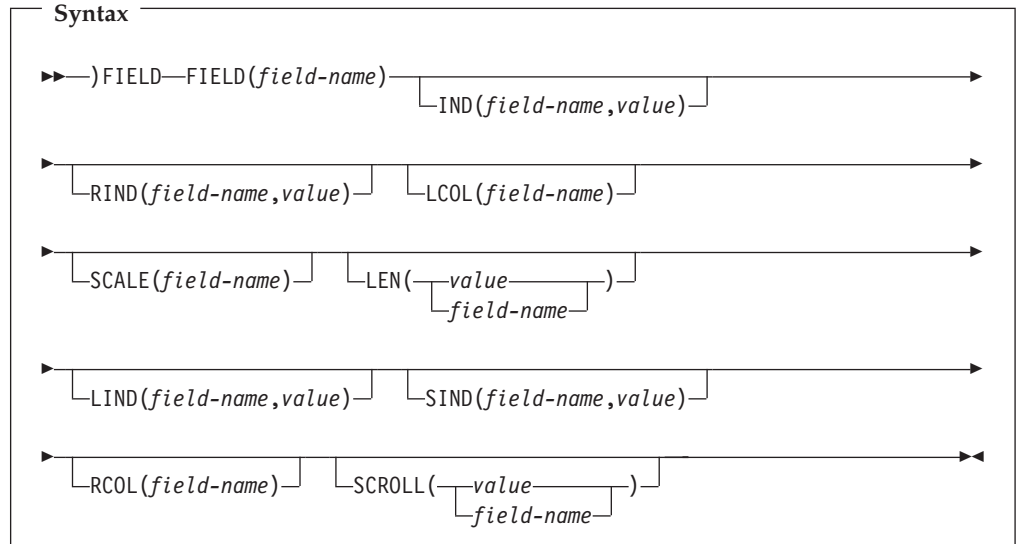 Syntax
)FIELD FIELD(field-name)
IND(field-name,value)
RIND(field-name,value) LCOL(field-name)
SCALE(field-name) LEN( value )
field-name
LIND(field-name,value) SIND(field-name,value)
RCOL(field-name) SCROLL( value )
field-name